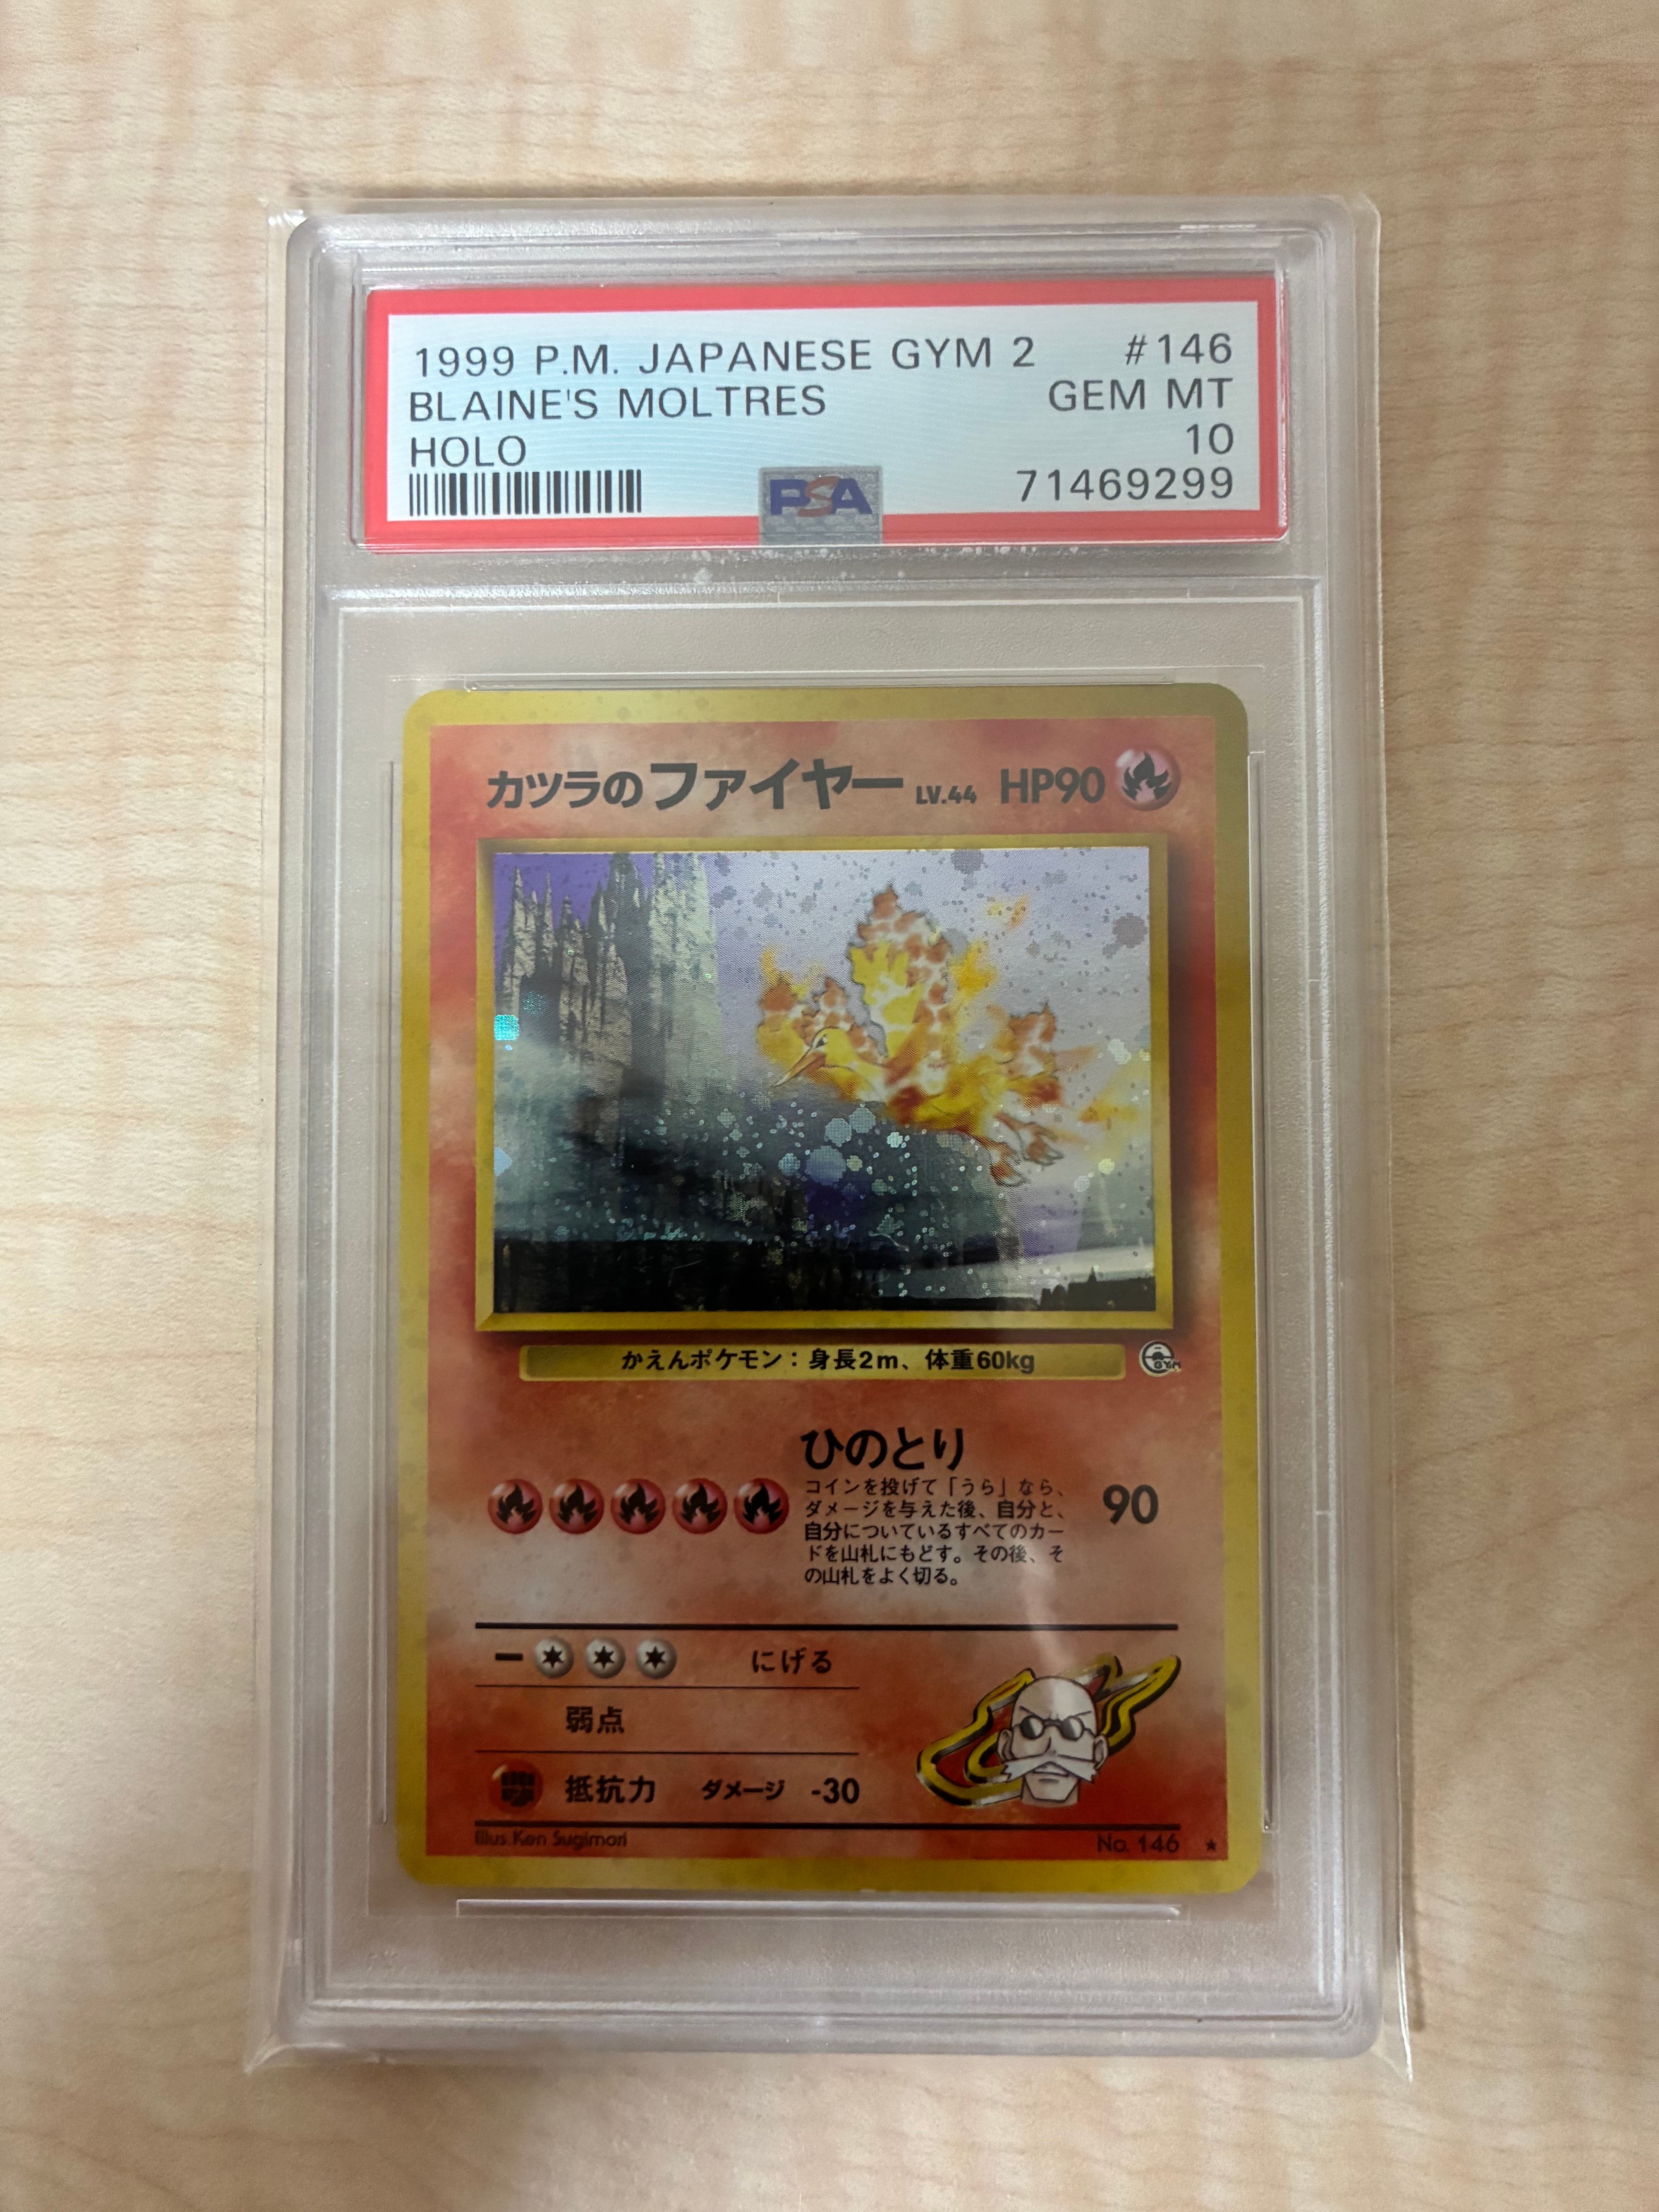 1999 P.M. JAPANESE GYM 2 #146
BLAINE'S MOLTRES GEM MT
HOLO 10
PSA 71469299
カツラのファイヤー LV.44 HP90
かえんポケモン：身長2m、体重60kg
GYM
ひのとり
コインを投げて「うら」なら、
ダメージを与えた後、自分と、
自分についているすべてのカー
ドを山札にもどす。その後、そ
の山札をよく切る。
90
ー にげる
弱点
抵抗力 ダメージ -30
Illus. Ken Sugimori No. 146 ★